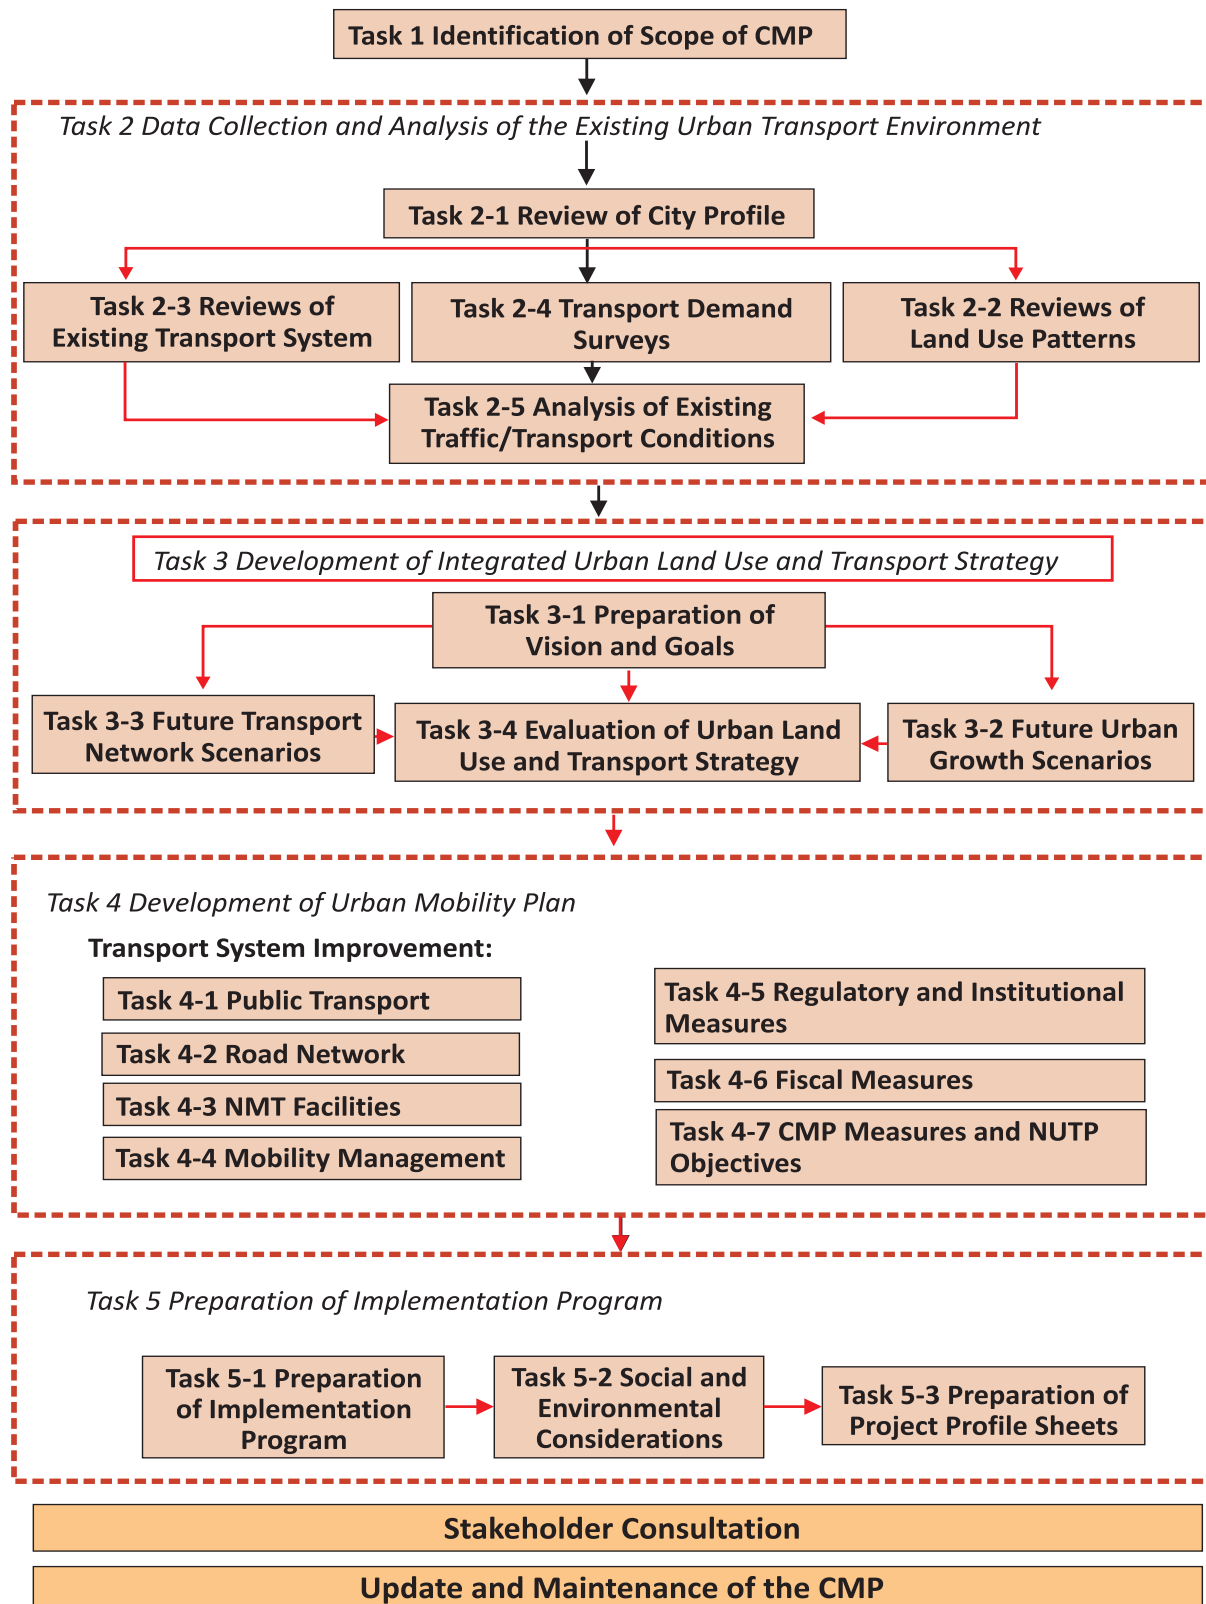 Task 1 Identification of Scope of CMP
Task 2 Data Collection and Analysis of the Existing Urban Transport Environment
Task 2-1 Review of City Profile
Task 2-3 Reviews of
Existing Transport System
Task 2-4 Transport Demand
Surveys
Task 2-2 Reviews of
Land Use Patterns
Task 2-5 Analysis of Existing
Traffic/Transport Conditions
Task 3 Development of Integrated Urban Land Use and Transport Strategy
Task 3-1 Preparation of
Vision and Goals
Task 3-3 Future Transport
Network Scenarios
Task 3-4 Evaluation of Urban Land
Use and Transport Strategy
Task 3-2 Future Urban
Growth Scenarios
Task 4 Development of Urban Mobility Plan
Transport System Improvement:
Task 4-1 Public Transport
Task 4-2 Road Network
Task 4-3 NMT Facilities
Task 4-4 Mobility Management
Task 4-5 Regulatory and Institutional
Measures
Task 4-6 Fiscal Measures
Task 4-7 CMP Measures and NUTP
Objectives
Task 5 Preparation of Implementation Program
Task 5-1 Preparation
of Implementation
Program
Task 5-2 Social and
Environmental
Considerations
Task 5-3 Preparation of
Project Profile Sheets
Stakeholder Consultation
Update and Maintenance of the CMP